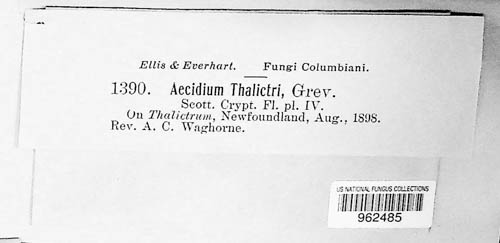 Ellis & Everhart. Fungi Columbiani.
1390. Aecidium Thalictri, Grev.
Scott. Crypt. Fl. pl. IV.
On Thalictrum, Newfoundland, Aug., 1898.
Rev. A. C. Waghorne.
US NATIONAL FUNGUS COLLECTIONS
962485